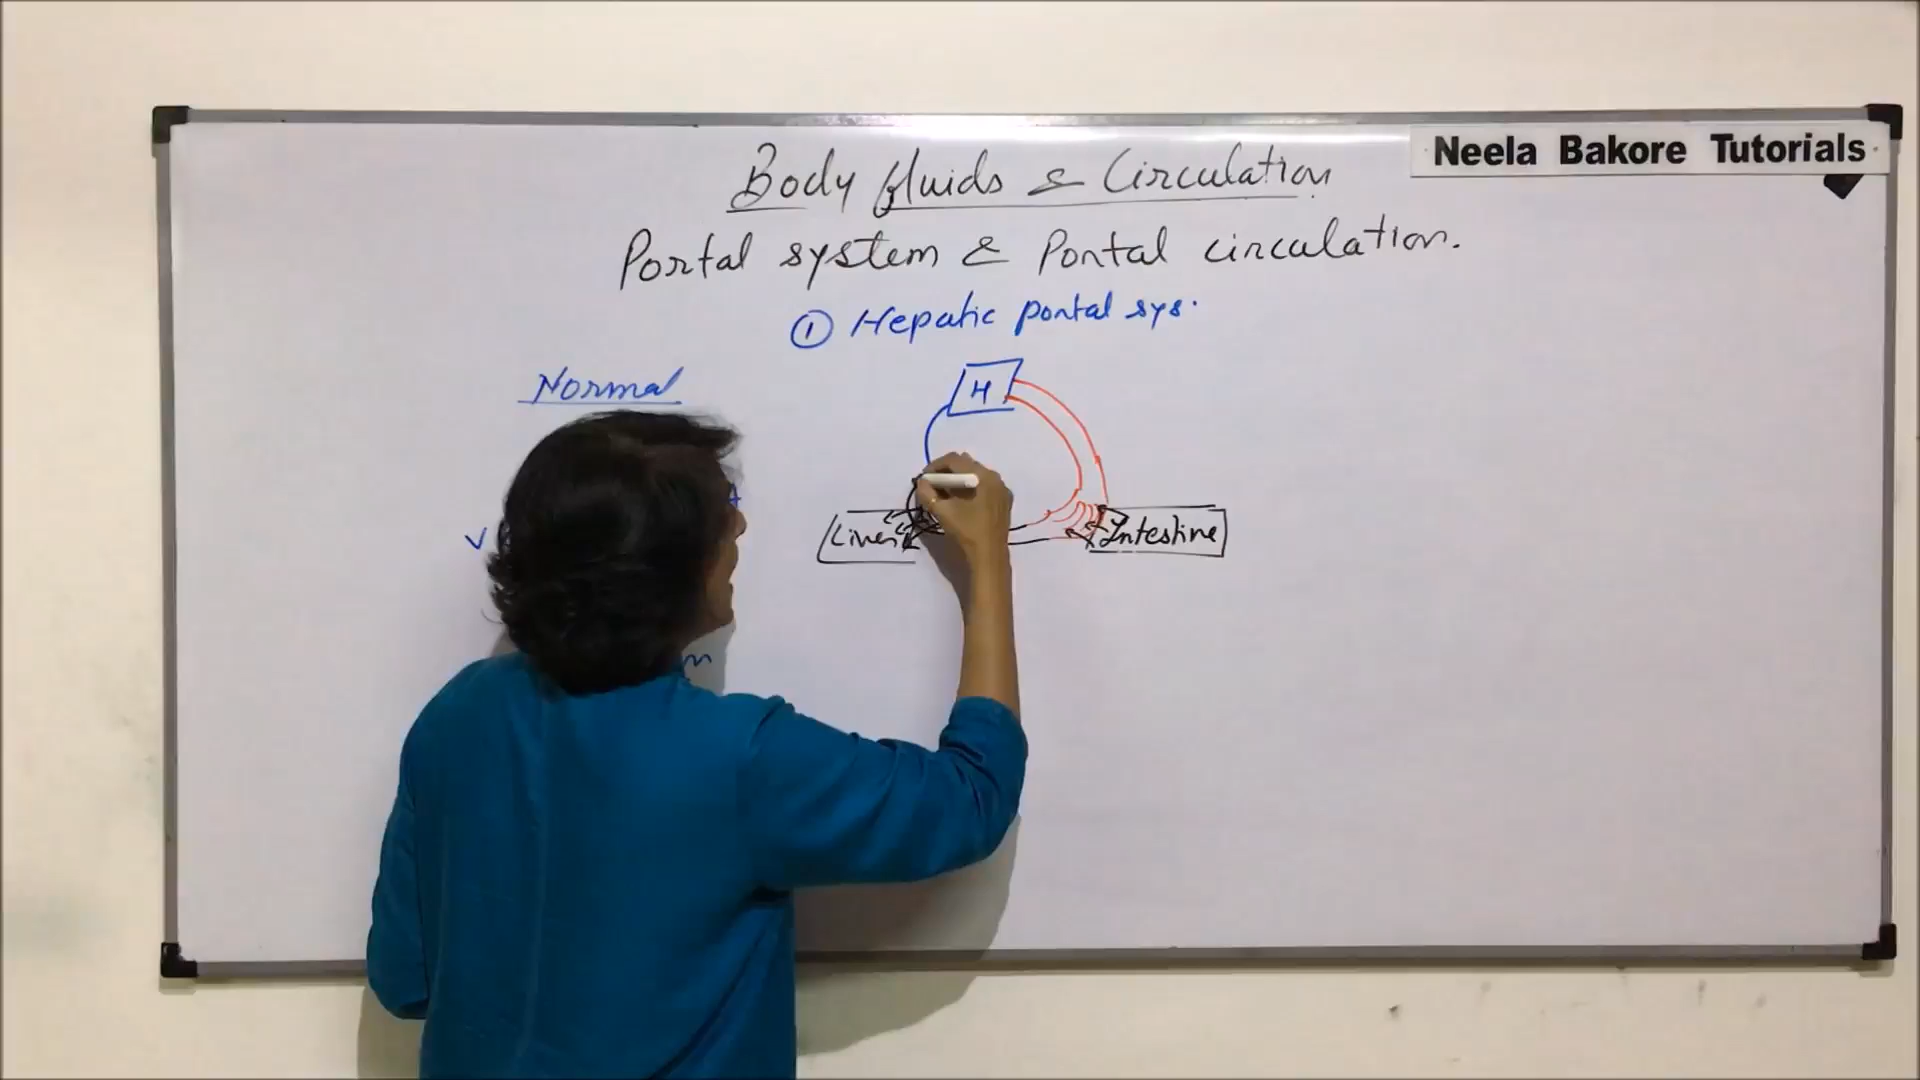 Neela Bakore Tutorials
Body fluids & Circulation
Portal system & Portal circulation.
① Hepatic portal sys.
Normal
H
V
Liver
Intestine